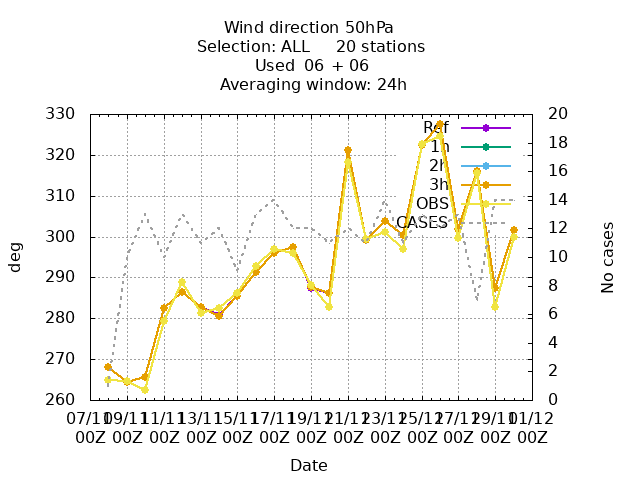 Wind direction 50hPa
Selection: ALL 20 stations
Used 06 + 06
Averaging window: 24h
330
320
310
300
290
280
270
260
deg
20
18
16
14
12
10
8
6
4
2
0
No cases
Ref
1h
2h
3h
OBS
CASES
07/11 09/11 11/11 13/11 15/11 17/11 19/11 21/11 23/11 25/11 27/11 29/11 01/12
00Z 00Z 00Z 00Z 00Z 00Z 00Z 00Z 00Z 00Z 00Z 00Z 00Z
Date